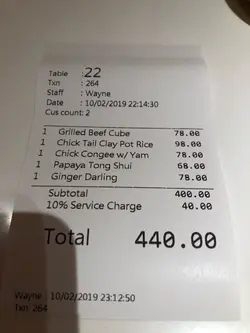 Table : 22
Txn : 264
Staff : Wayne
Date : 10/02/2019 22:14:30
Cus count: 2
1 Grilled Beef Cube 78.00
1 Chick Tail Clay Pot Rice 98.00
1 Chick Congee w/ Yam 78.00
1 Papaya Tong Shui 68.00
1 Ginger Darling 78.00
Subtotal 400.00
10% Service Charge 40.00
Total 440.00
Wayne : 10/02/2019 23:12:50
Txn: 264